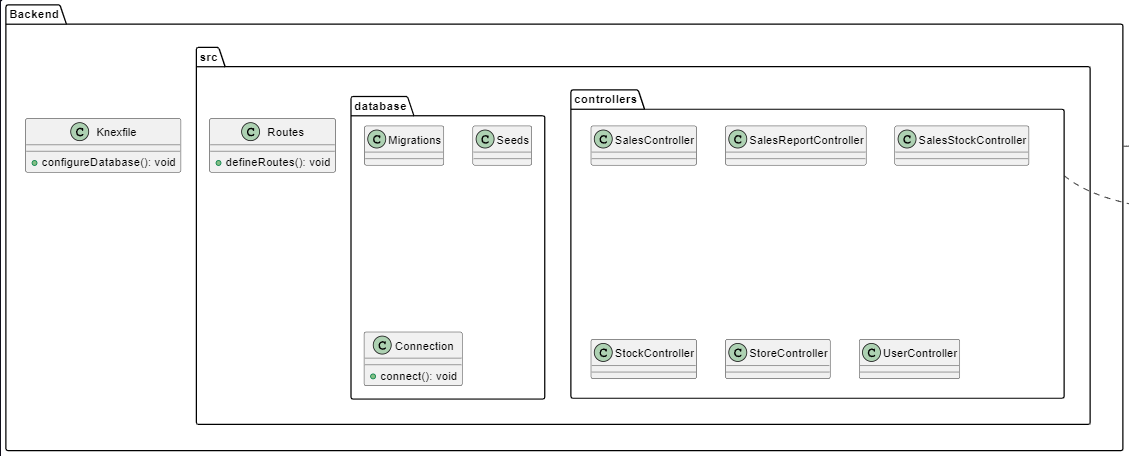 Backend
src
database
controllers
C Knexfile
configureDatabase(): void
C Routes
defineRoutes(): void
C Migrations
C Seeds
C SalesController
C SalesReportController
C SalesStockController
C Connection
connect(): void
C StockController
C StoreController
C UserController